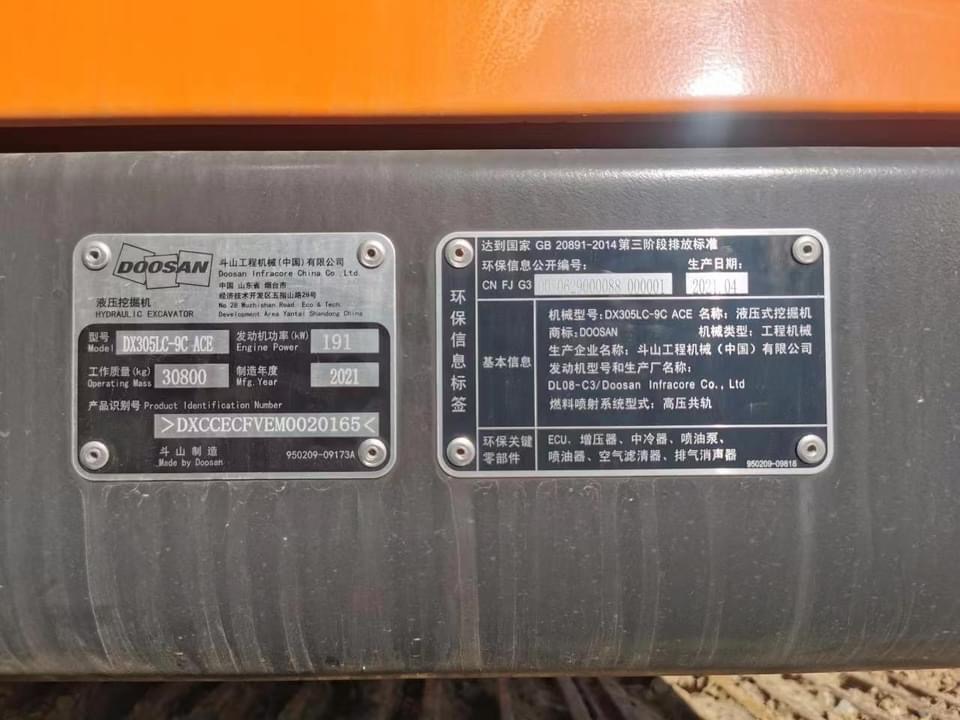 DOOSAN
斗山工程机械(中国)有限公司
Doosan Infracore China Co., Ltd.
中国 山东省 烟台市
经济技术开发区五指山路28号
No 28 Wuzhishan Road. Eco & Tech.
Development Area Yantai Shandong China
液压挖掘机
HYDRAULIC EXCAVATOR
型号 DX305LC-9C ACE 发动机功率(kW) 191
Model Engine Power
工作质量(kg) 30800 制造年度 2021
Operating Mass Mfg. Year
产品识别号 Product Identification Number
>DXCCECFVEM0020165<
斗山制造
Made by Doosan
950209-09173A
环保信息标签
达到国家 GB 20891-2014第三阶段排放标准
环保信息公开编号: 生产日期:
CN FJ G3 000001 2021.04
基本信息
机械型号: DX305LC-9C ACE 名称: 液压式挖掘机
商标: DOOSAN 机械类型: 工程机械
生产企业名称: 斗山工程机械(中国)有限公司
发动机型号和生产厂名称:
DL08-C3/Doosan Infracore Co., Ltd
燃料喷射系统型式: 高压共轨
环保关键
零部件
ECU、增压器、中冷器、喷油泵、
喷油器、空气滤清器、排气消声器
950209-09818